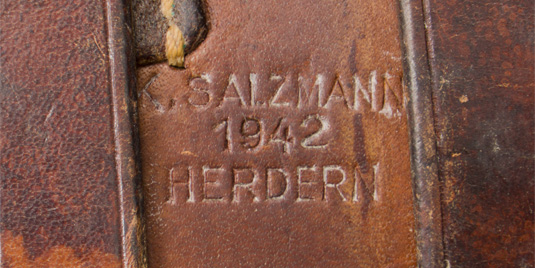 K. SALZMANN
1942
HERDERN